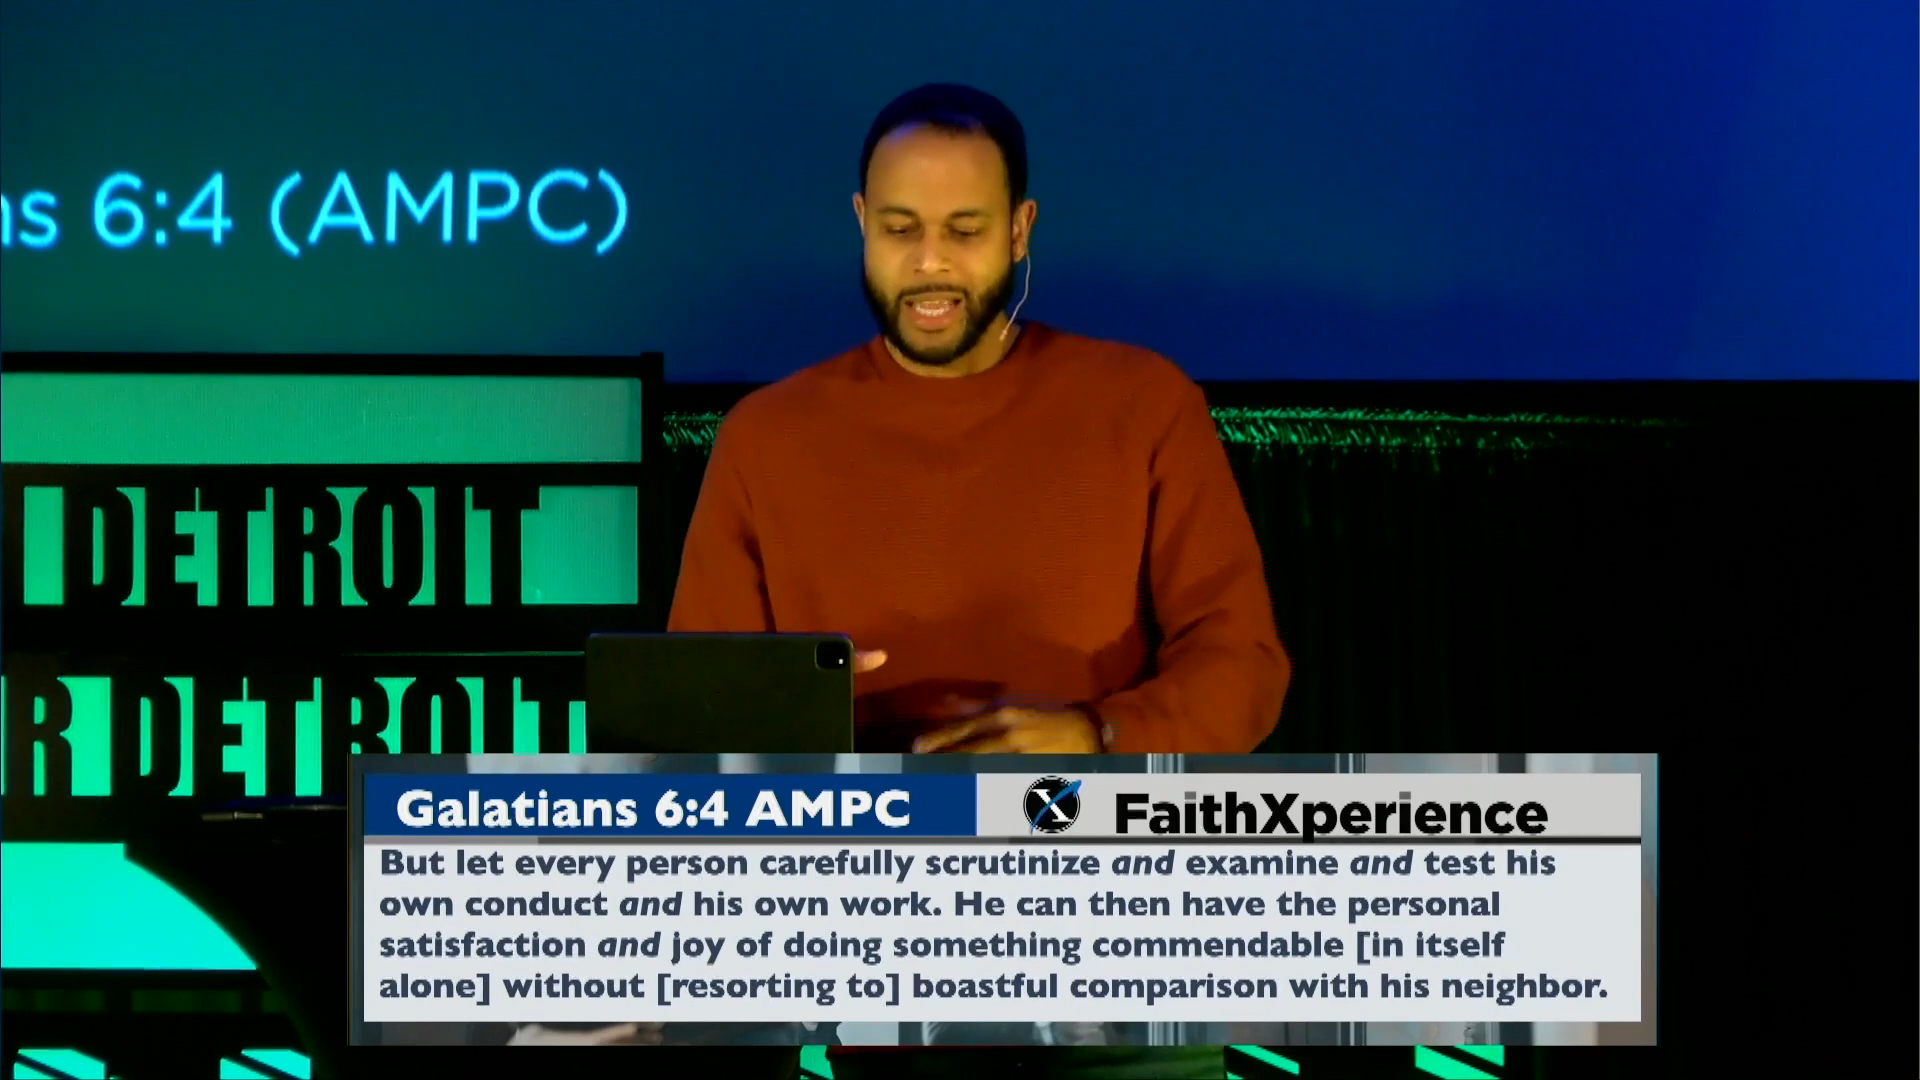 ns 6:4 (AMPC)
DETROIT
R DETROIT
Galatians 6:4 AMPC
X FaithXperience
But let every person carefully scrutinize and examine and test his
own conduct and his own work. He can then have the personal
satisfaction and joy of doing something commendable [in itself
alone] without [resorting to] boastful comparison with his neighbor.